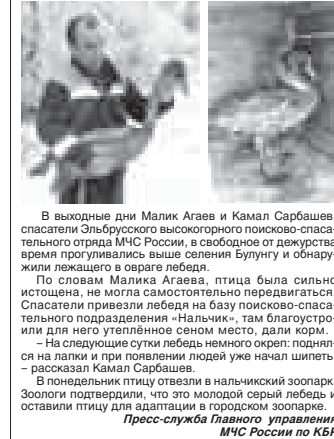 В выходные дни Малик Агаев и Камал Сарбашев,
спасатели Эльбрусского высокогорного поисково-спаса-
тельного отряда МЧС России, в свободное от дежурства
время прогуливались выше селения Булунгу и обнару-
жили лежащего в овраге лебедя.
По словам Малика Агаева, птица была сильно
истощена, не могла самостоятельно передвигаться.
Спасатели привезли лебедя на базу поисково-спаса-
тельного подразделения «Нальчик», там благоустро-
или для него утеплённое сеном место, дали корм.
– На следующие сутки лебедь немного окреп: поднял-
ся на лапки и при появлении людей уже начал шипеть,
– рассказал Камал Сарбашев.
В понедельник птицу отвезли в нальчикский зоопарк.
Зоологи подтвердили, что это молодой серый лебедь и
оставили птицу для адаптации в городском зоопарке.
Пресс-служба Главного управления
МЧС России по КБР